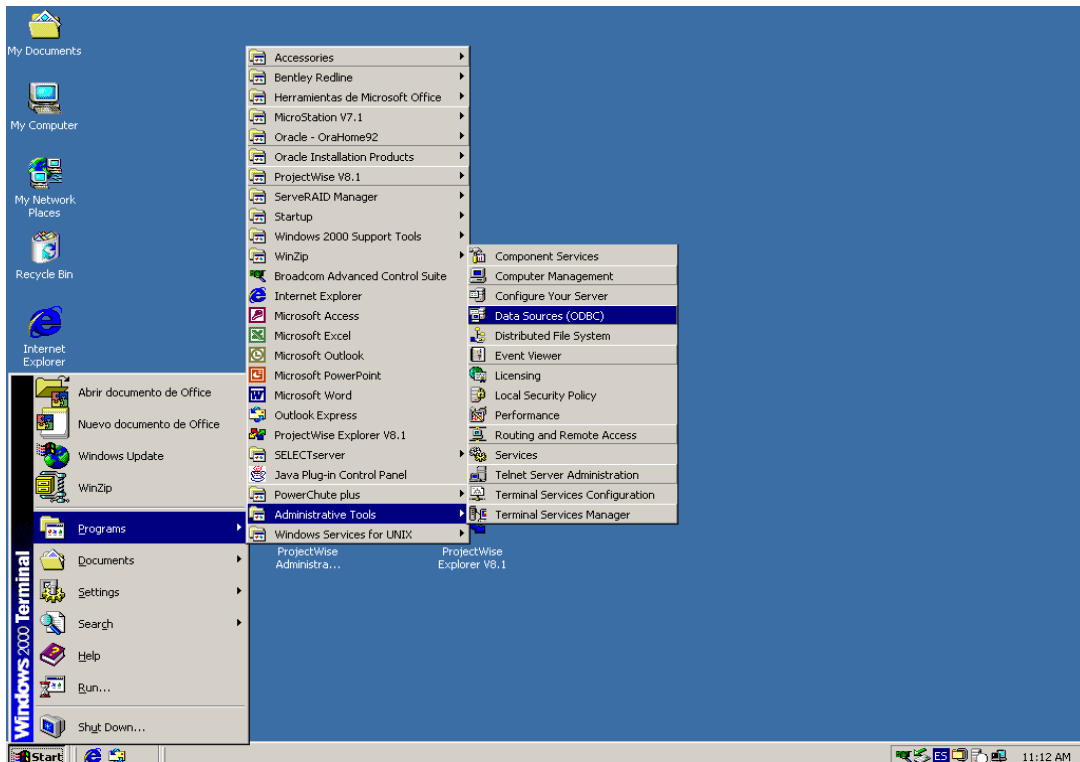 My Documents
My Computer
My Network
Places
Recycle Bin
Internet
Explorer
Abrir documento de Office
Nuevo documento de Office
Windows Update
WinZip
Programs
Documents
Settings
Search
Help
Run...
Shut Down...
Windows 2000 Terminal
Accessories
Bentley Redline
Herramientas de Microsoft Office
MicroStation V7.1
Oracle - OraHome92
Oracle Installation Products
ProjectWise V8.1
ServeRAID Manager
Startup
Windows 2000 Support Tools
WinZip
Broadcom Advanced Control Suite
Internet Explorer
Microsoft Access
Microsoft Excel
Microsoft Outlook
Microsoft PowerPoint
Microsoft Word
Outlook Express
ProjectWise Explorer V8.1
SELECTserver
Java Plug-in Control Panel
PowerChute plus
Administrative Tools
Windows Services for UNIX
Component Services
Computer Management
Configure Your Server
Data Sources (ODBC)
Distributed File System
Event Viewer
Licensing
Local Security Policy
Performance
Routing and Remote Access
Services
Telnet Server Administration
Terminal Services Configuration
Terminal Services Manager
ProjectWise
Administra...
ProjectWise
Explorer V8.1
Start
ES
11:12 AM